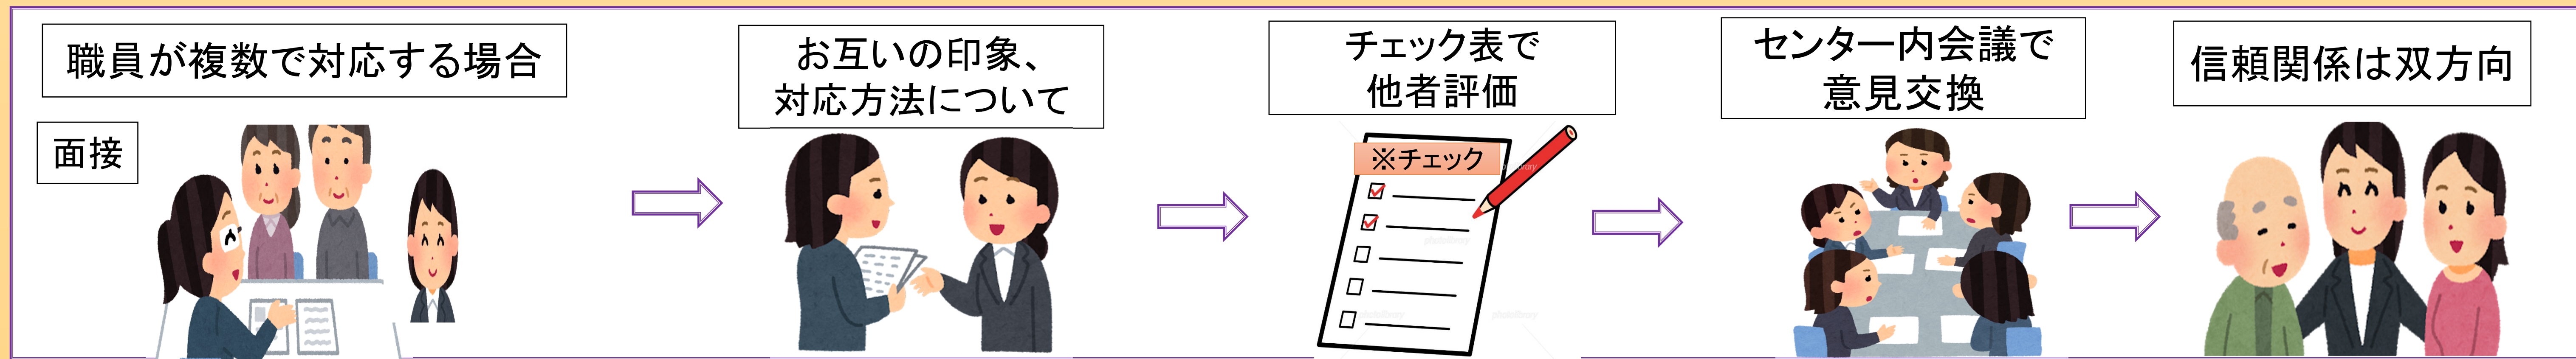 職員が複数で対応する場合
面接
お互いの印象、
対応方法について
チェック表で
他者評価
※チェック
センター内会議で
意見交換
信頼関係は双方向
photolibrary
photolibrary
photolibrary